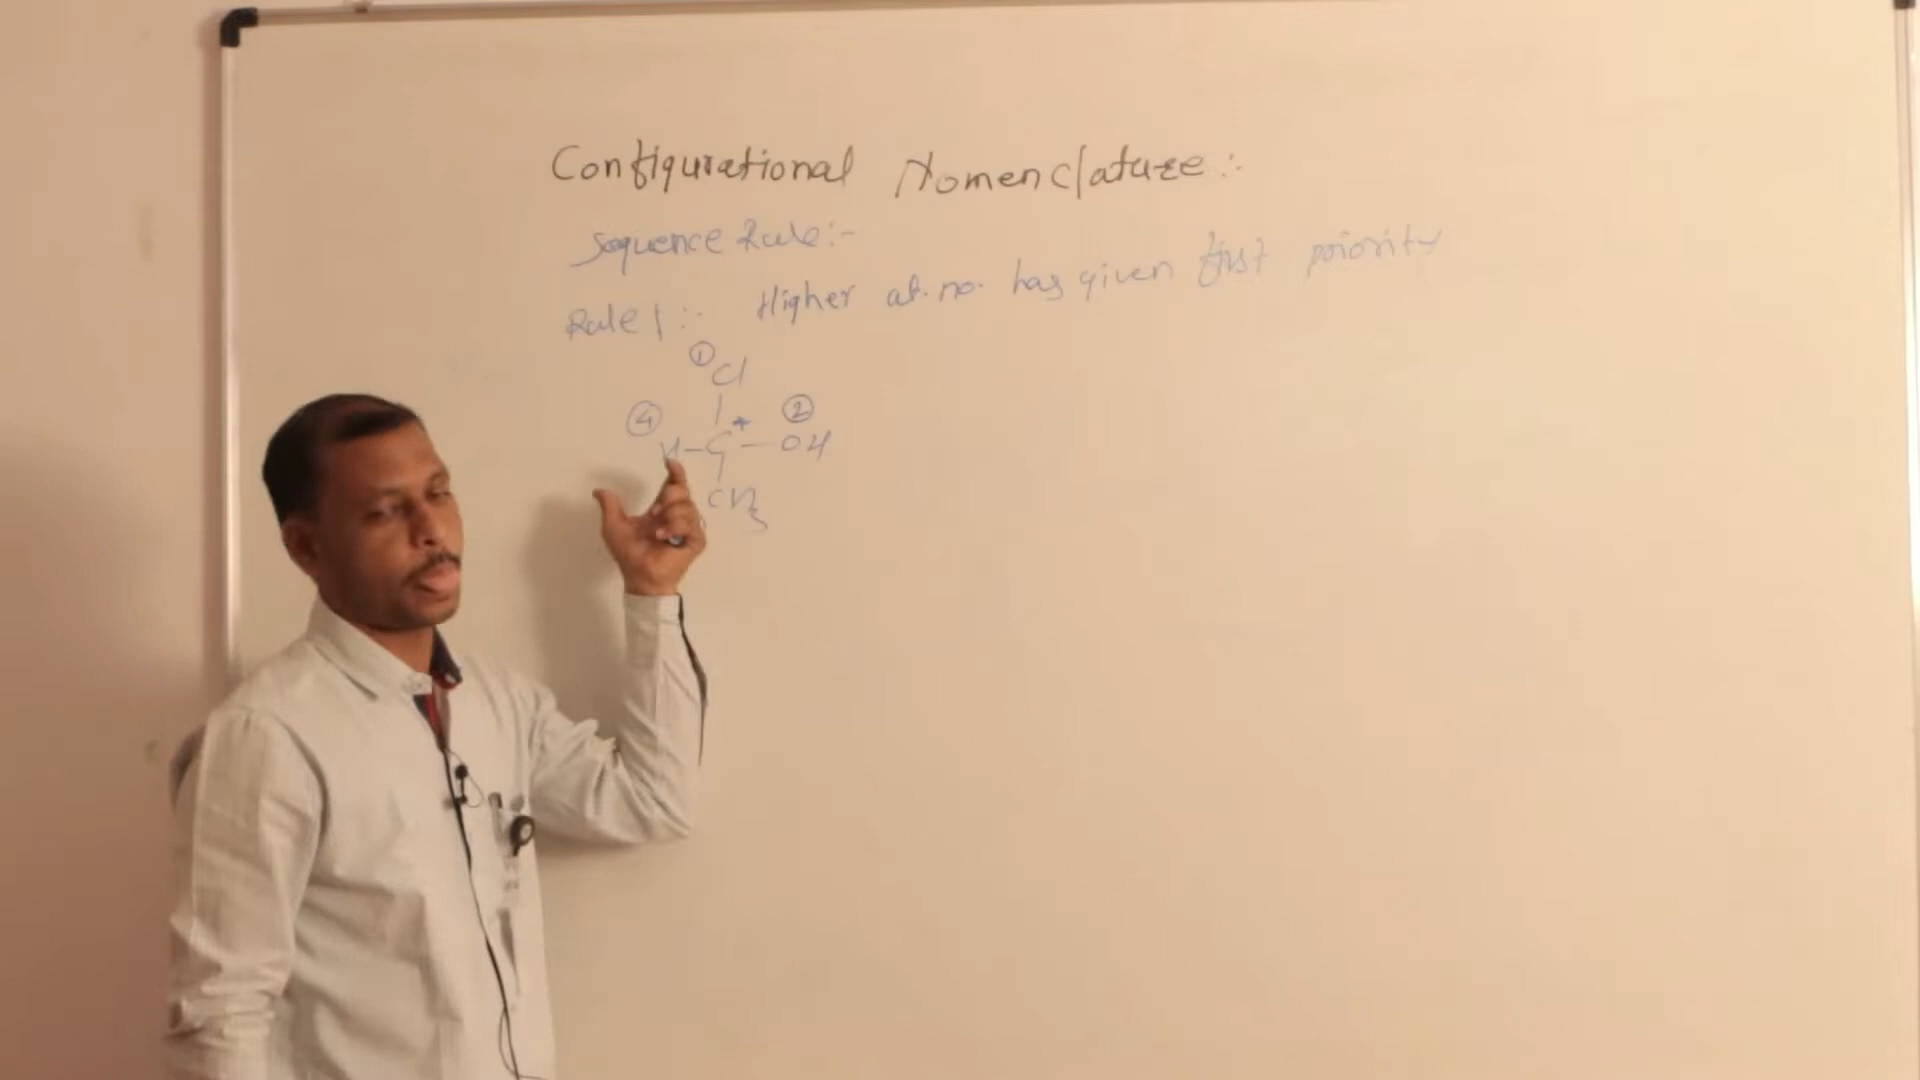 Configurational Nomenclature :-
Sequence Rule :-
Rule 1 :- Higher at. no. has given first priority
① Cl
④ ②
H - C* - OH
CH3